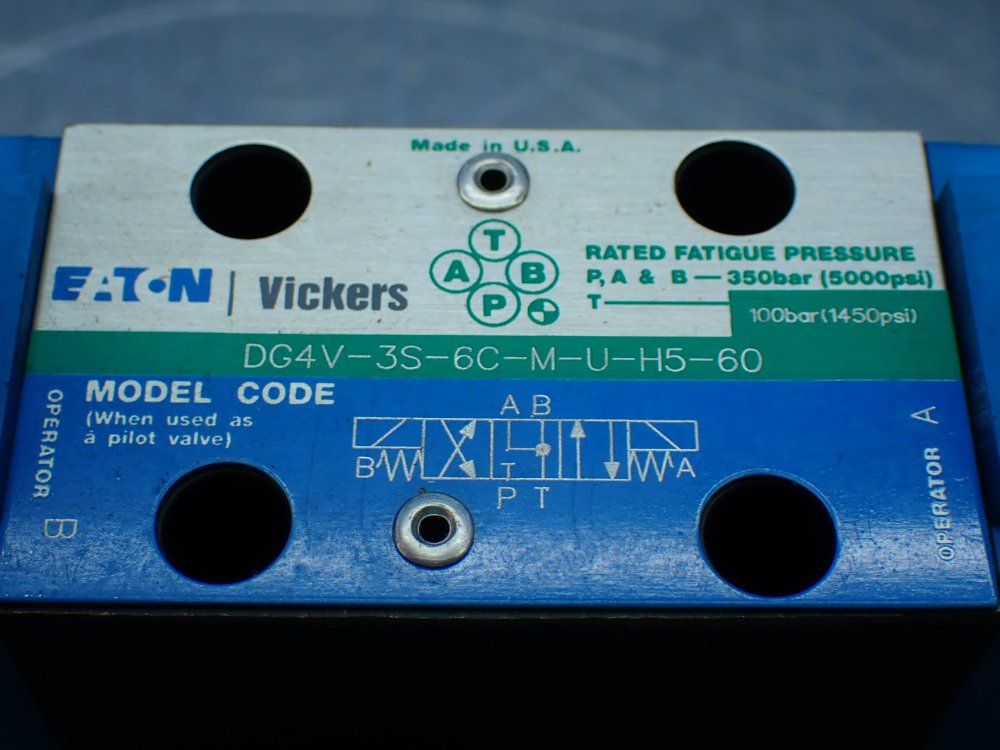 Made in U.S.A.
T
A B
P
EATON | Vickers
RATED FATIGUE PRESSURE
P, A & B — 350bar (5000psi)
T — 100bar(1450psi)
DG4V-3S-6C-M-U-H5-60
MODEL CODE
(When used as
a pilot valve)
OPERATOR B
A B
B T A
P T
OPERATOR A